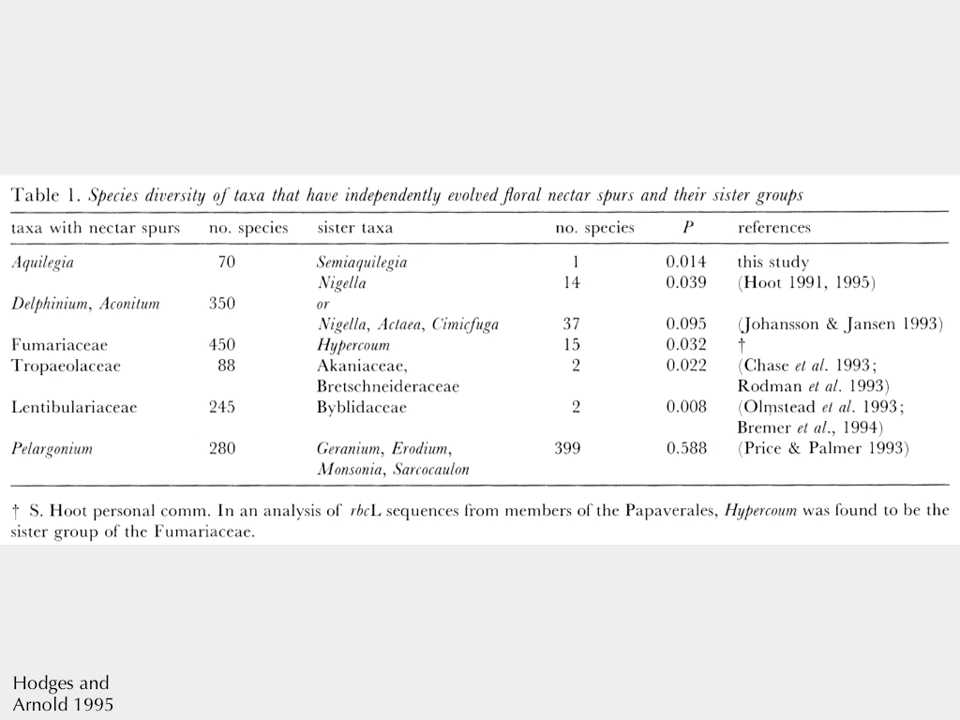 Table 1. Species diversity of taxa that have independently evolved floral nectar spurs and their sister groups
taxa with nectar spurs no. species sister taxa no. species P references
Aquilegia 70 Semiaquilegia 1 0.014 this study
Nigella 14 0.039 (Hoot 1991, 1995)
Delphinium, Aconitum 350 or
Nigella, Actaea, Cimicfuga 37 0.095 (Johansson & Jansen 1993)
Fumariaceae 450 Hypercoum 15 0.032 †
Tropaeolaceae 88 Akaniaceae, 2 0.022 (Chase et al. 1993;
Bretschneideraceae Rodman et al. 1993)
Lentibulariaceae 245 Byblidaceae 2 0.008 (Olmstead et al. 1993;
Bremer et al., 1994)
Pelargonium 280 Geranium, Erodium, 399 0.588 (Price & Palmer 1993)
Monsonia, Sarcocaulon
† S. Hoot personal comm. In an analysis of rbcL sequences from members of the Papaverales, Hypercoum was found to be the
sister group of the Fumariaceae.
Hodges and
Arnold 1995